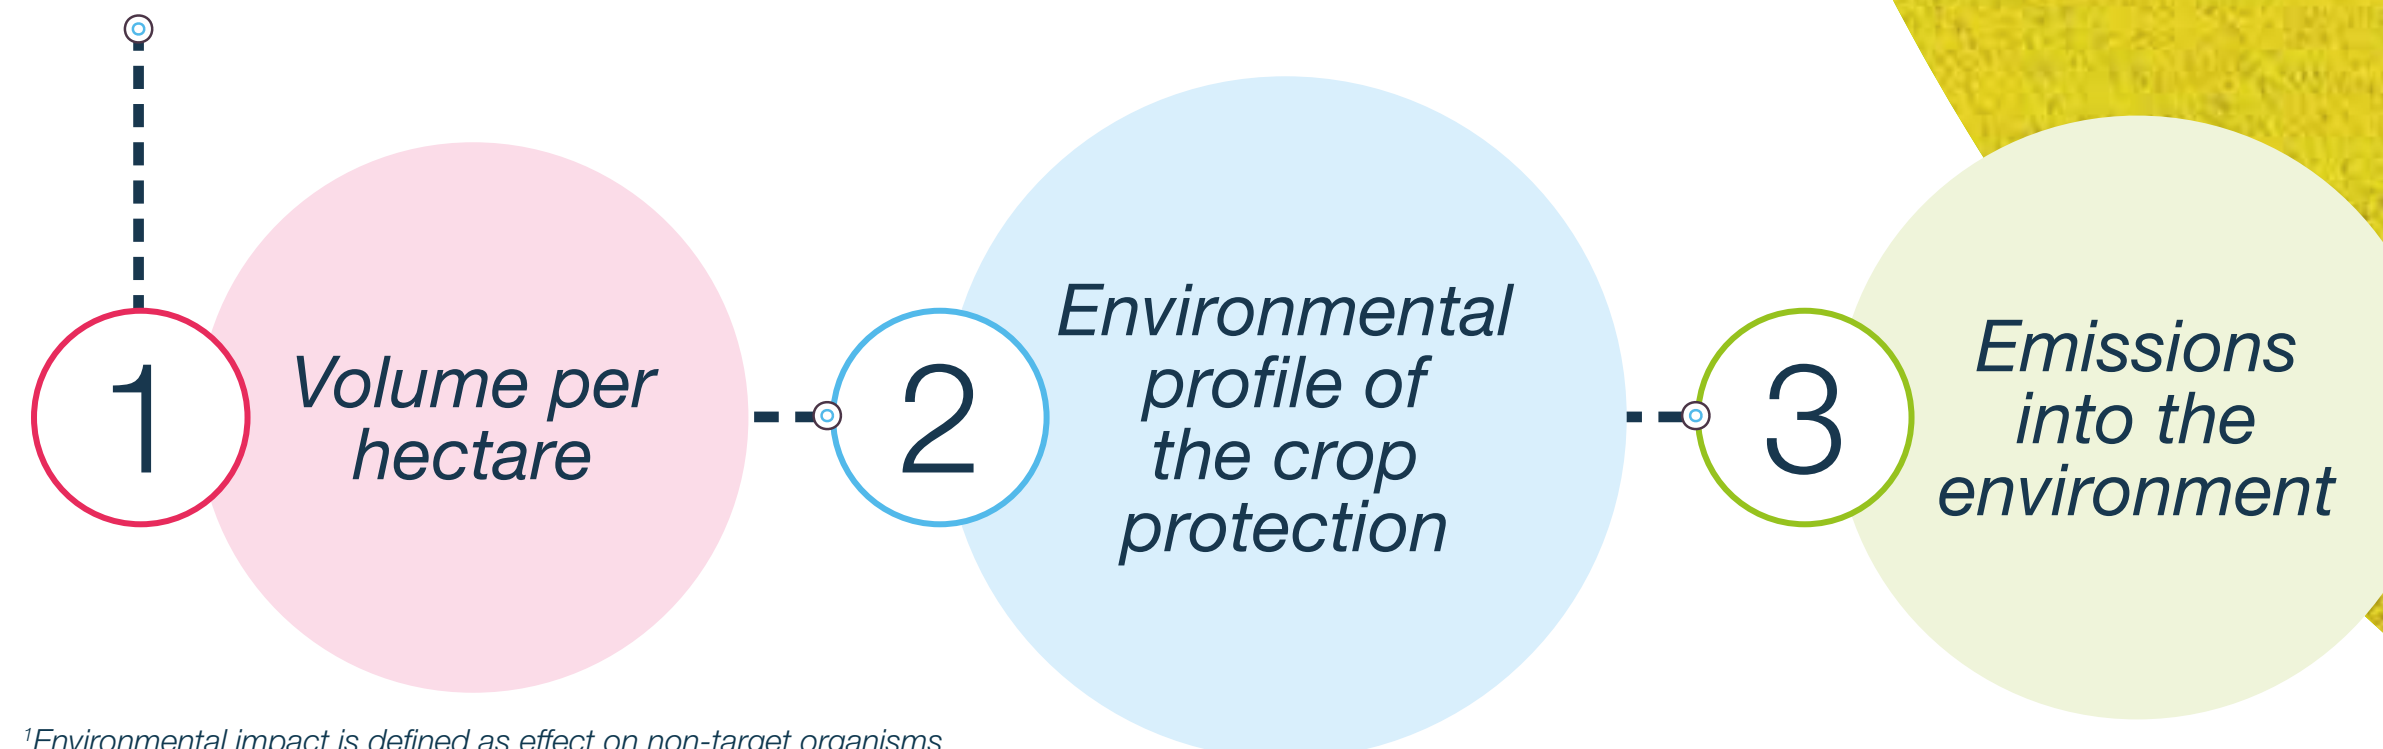 1
Volume per
hectare
2
Environmental
profile of
the crop
protection
3
Emissions
into the
environment
¹Environmental impact is defined as effect on non-target organisms